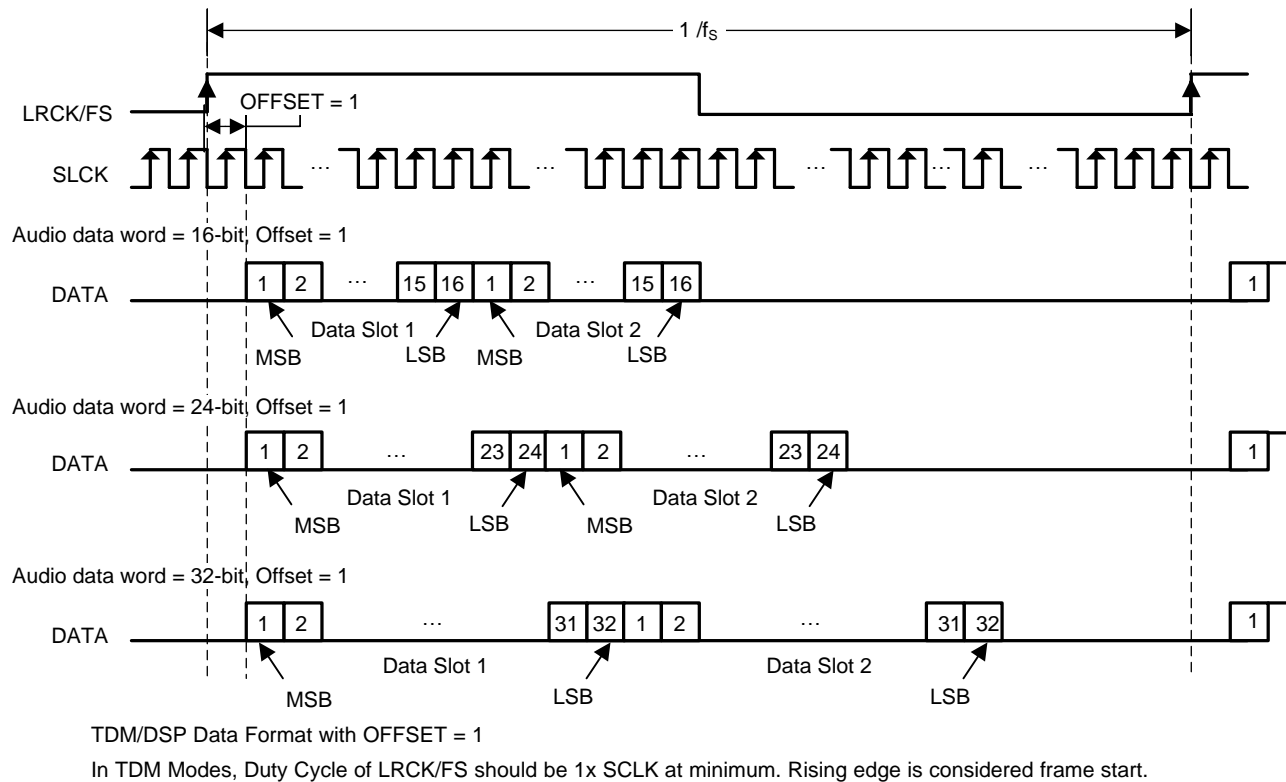 1 /fS
LRCK/FS
OFFSET = 1
SLCK
... ... ... ... ...
Audio data word = 16-bit, Offset = 1
DATA
1 2 ... 15 16 1 2 ... 15 16 1
Data Slot 1 Data Slot 2
MSB LSB MSB LSB
Audio data word = 24-bit, Offset = 1
DATA
1 2 ... 23 24 1 2 ... 23 24 1
Data Slot 1 Data Slot 2
MSB LSB MSB LSB
Audio data word = 32-bit, Offset = 1
DATA
1 2 ... 31 32 1 2 ... 31 32 1
Data Slot 1 Data Slot 2
MSB LSB LSB
TDM/DSP Data Format with OFFSET = 1
In TDM Modes, Duty Cycle of LRCK/FS should be 1x SCLK at minimum. Rising edge is considered frame start.